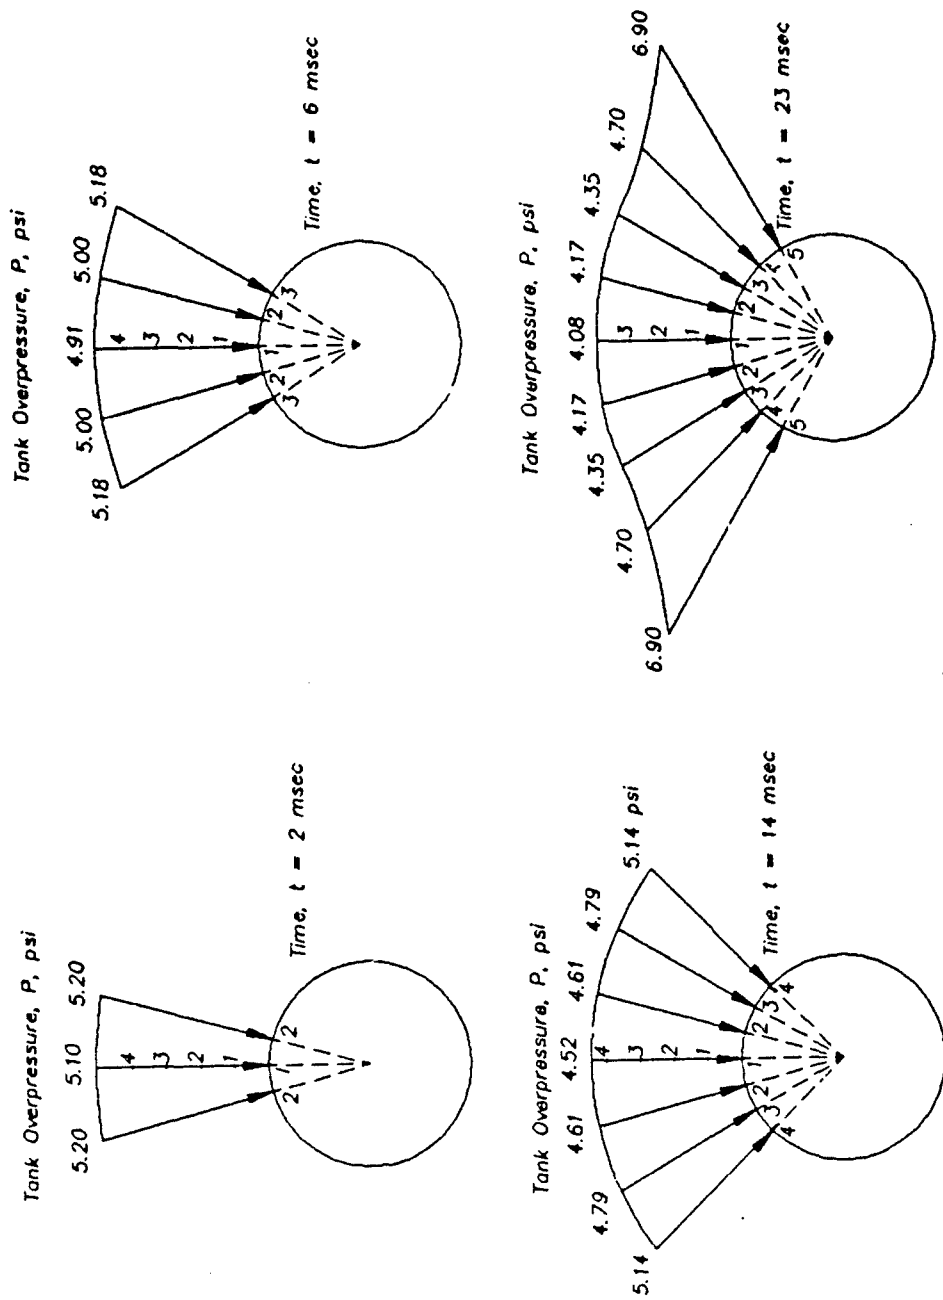 Tank Overpressure, P, psi
5.20 5.10 5.20
4
3
2
1
2 1 2
Time, t = 2 msec
Tank Overpressure, P, psi
5.18 5.00 4.91 5.00 5.18
4
3
2
1
3 2 1 2 3
Time, t = 6 msec
Tank Overpressure, P, psi
5.14 4.79 4.61 4.52 4.61 4.79 5.14 psi
4
3
2
1
4 3 2 1 2 3 4
Time, t = 14 msec
Tank Overpressure, P, psi
6.90 4.70 4.35 4.17 4.08 4.17 4.35 4.70 6.90
3
2
1
5 4 3 2 1 2 3 4 5
Time, t = 23 msec